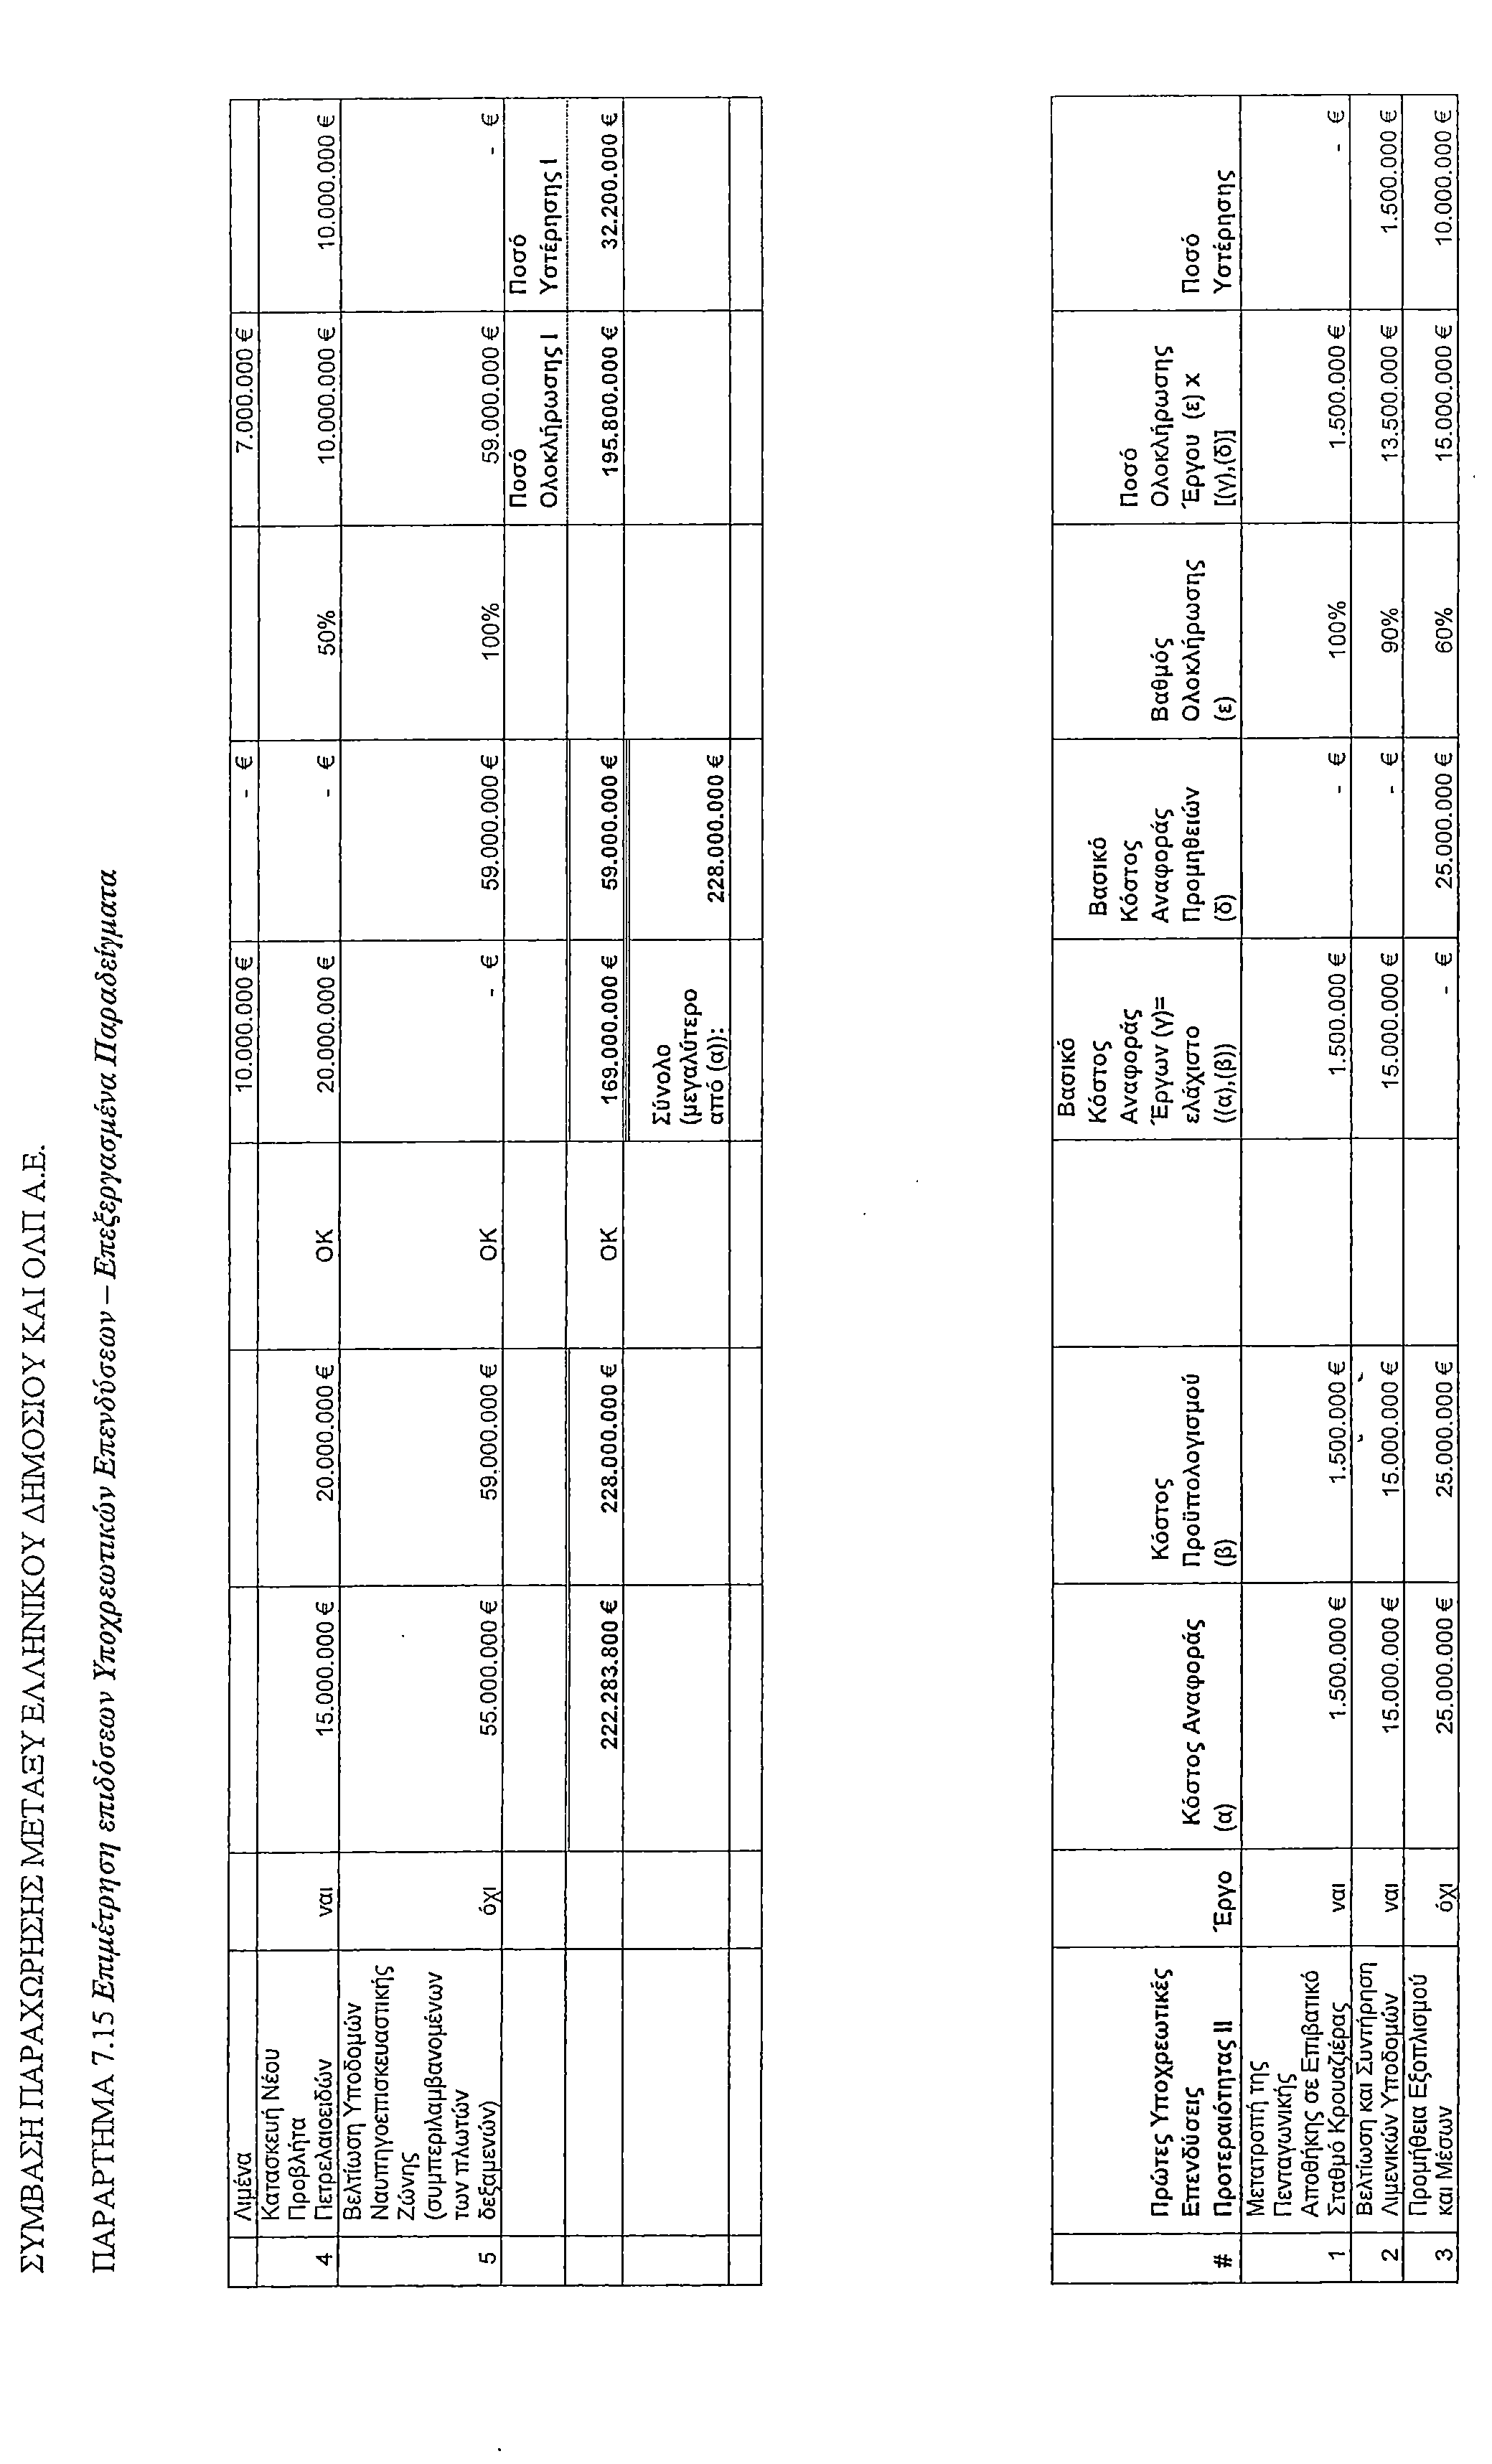 ΣΥΜΒΑΣΗ ΠΑΡΑΧΩΡΗΣΗΣ ΜΕΤΑΞΥ ΕΛΛΗΝΙΚΟΥ ΔΗΜΟΣΙΟΥ ΚΑΙ ΟΛΠ Α.Ε.
ΠΑΡΑΡΤΗΜΑ 7.15 Επιμέτρηση επιδόσεων Υποχρεωτικών Επενδύσεων – Επεξεργασμένα Παραδείγματα
Λιμένα 10.000.000 € - € 7.000.000 €
4 Κατασκευή Νέου
Προβλήτα
Πετρελαιοειδών ναι 15.000.000 € 20.000.000 € OK 20.000.000 € - € 50% 10.000.000 € 10.000.000 €
5 Βελτίωση Υποδομών
Ναυπηγοεπισκευαστικής
Ζώνης
(συμπεριλαμβανομένων
των πλωτών
δεξαμενών) όχι 55.000.000 € 59.000.000 € OK - € 59.000.000 € 100% 59.000.000 € - €
Ποσό Ποσό
Ολοκλήρωσης I Υστέρησης I
222.283.800 € 228.000.000 € OK 169.000.000 € 59.000.000 € 195.800.000 € 32.200.000 €
Σύνολο
(μεγαλύτερο
από (α)): 228.000.000 €
# Πρώτες Υποχρεωτικές
Επενδύσεις
Προτεραιότητας II
Έργο
Κόστος Αναφοράς
(α)
Κόστος
Προϋπολογισμού
(β)
Βασικό
Κόστος
Αναφοράς
Έργων (γ)=
ελάχιστο
((α),(β))
Βασικό
Κόστος
Αναφοράς
Προμηθειών
(δ)
Βαθμός
Ολοκλήρωσης
(ε)
Ποσό
Ολοκλήρωσης
Έργου (ε) x
[(γ),(δ)]
Ποσό
Υστέρησης
1 Μετατροπή της
Πενταγωνικής
Αποθήκης σε Επιβατικό
Σταθμό Κρουαζιέρας ναι 1.500.000 € 1.500.000 € 1.500.000 € - € 100% 1.500.000 € - €
2 Βελτίωση και Συντήρηση
Λιμενικών Υποδομών ναι 15.000.000 € 15.000.000 € 15.000.000 € - € 90% 13.500.000 € 1.500.000 €
3 Προμήθεια Εξοπλισμού
και Μέσων όχι 25.000.000 € 25.000.000 € - € 25.000.000 € 60% 15.000.000 € 10.000.000 €